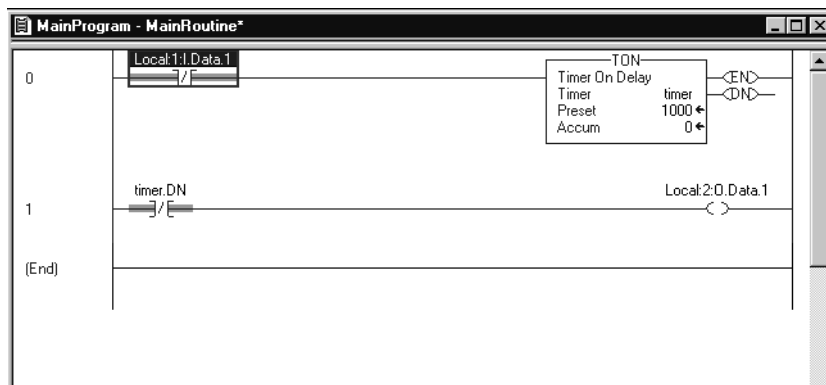 MainProgram - MainRoutine*
0
Local:1:I.Data.1
TON
Timer On Delay
Timer timer
Preset 1000
Accum 0
EN
DN
1
timer.DN
Local:2:O.Data.1
(End)